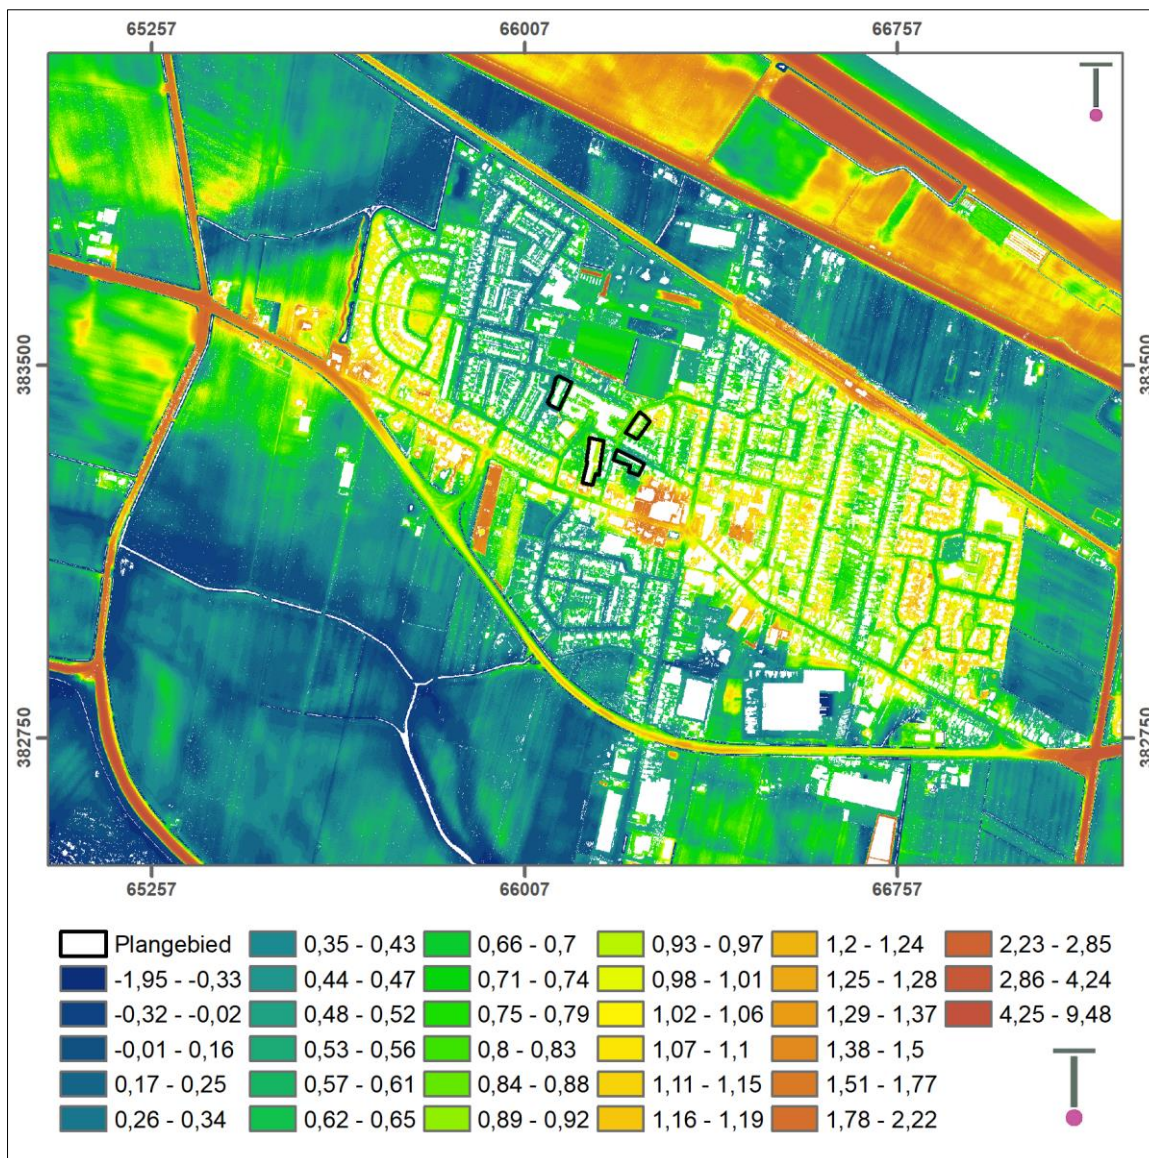 65257 66007 66757
383500 383500
382750 382750
65257 66007 66757
Plangebied 0,35 - 0,43 0,66 - 0,7 0,93 - 0,97 1,2 - 1,24 2,23 - 2,85
-1,95 - -0,33 0,44 - 0,47 0,71 - 0,74 0,98 - 1,01 1,25 - 1,28 2,86 - 4,24
-0,32 - -0,02 0,48 - 0,52 0,75 - 0,79 1,02 - 1,06 1,29 - 1,37 4,25 - 9,48
-0,01 - 0,16 0,53 - 0,56 0,8 - 0,83 1,07 - 1,1 1,38 - 1,5
0,17 - 0,25 0,57 - 0,61 0,84 - 0,88 1,11 - 1,15 1,51 - 1,77
0,26 - 0,34 0,62 - 0,65 0,89 - 0,92 1,16 - 1,19 1,78 - 2,22